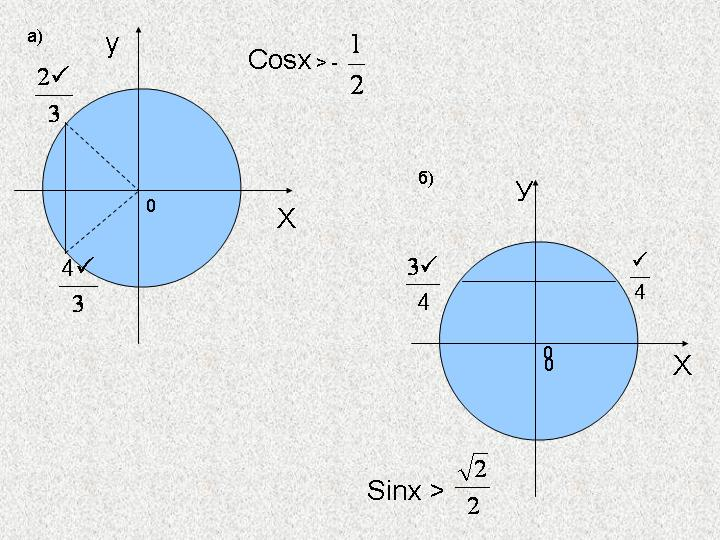 а)
у
Cosx > - 1/2
2✓/3
0
X
4✓/3
б)
У
3✓/4
✓/4
0
0
X
Sinx > √2/2